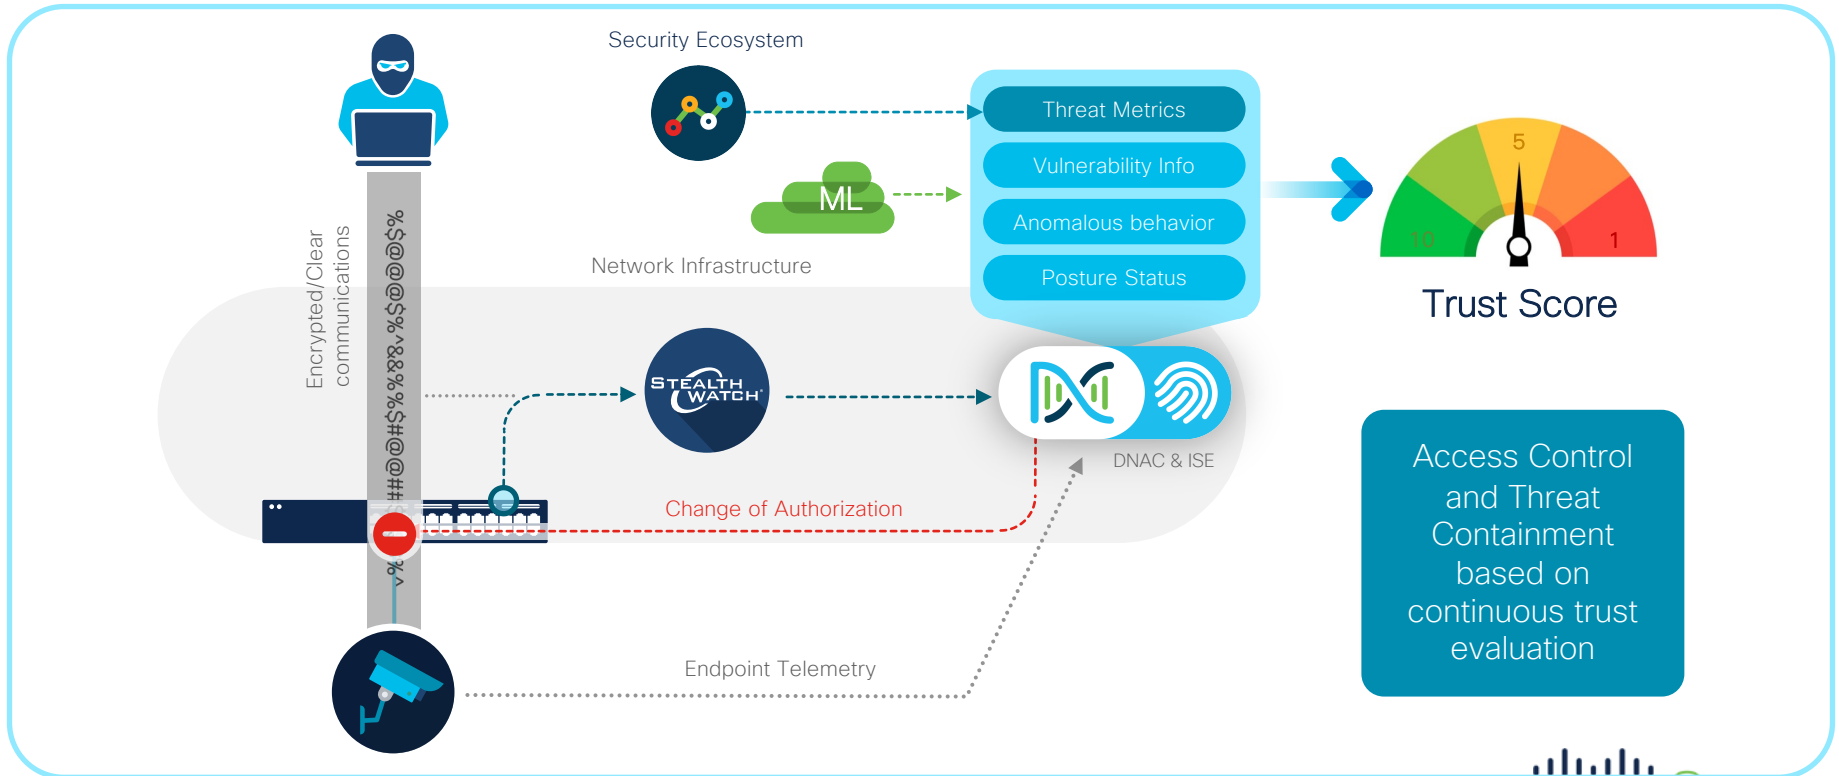 Security Ecosystem
Threat Metrics
Vulnerability Info
Anomalous behavior
Posture Status
ML
Network Infrastructure
Encrypted/Clear
communications
STEALTH
WATCH
DNAC & ISE
Change of Authorization
Endpoint Telemetry
5
10
1
Trust Score
Access Control
and Threat
Containment
based on
continuous trust
evaluation